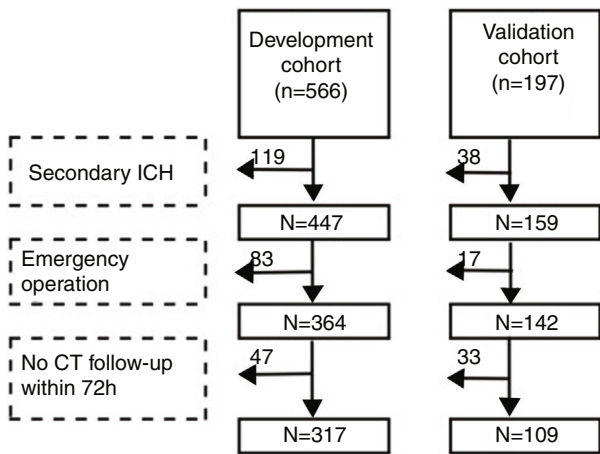 Development
cohort
(n=566)
Validation
cohort
(n=197)
Secondary ICH
119
38
N=447
N=159
Emergency
operation
83
17
N=364
N=142
No CT follow-up
within 72h
47
33
N=317
N=109